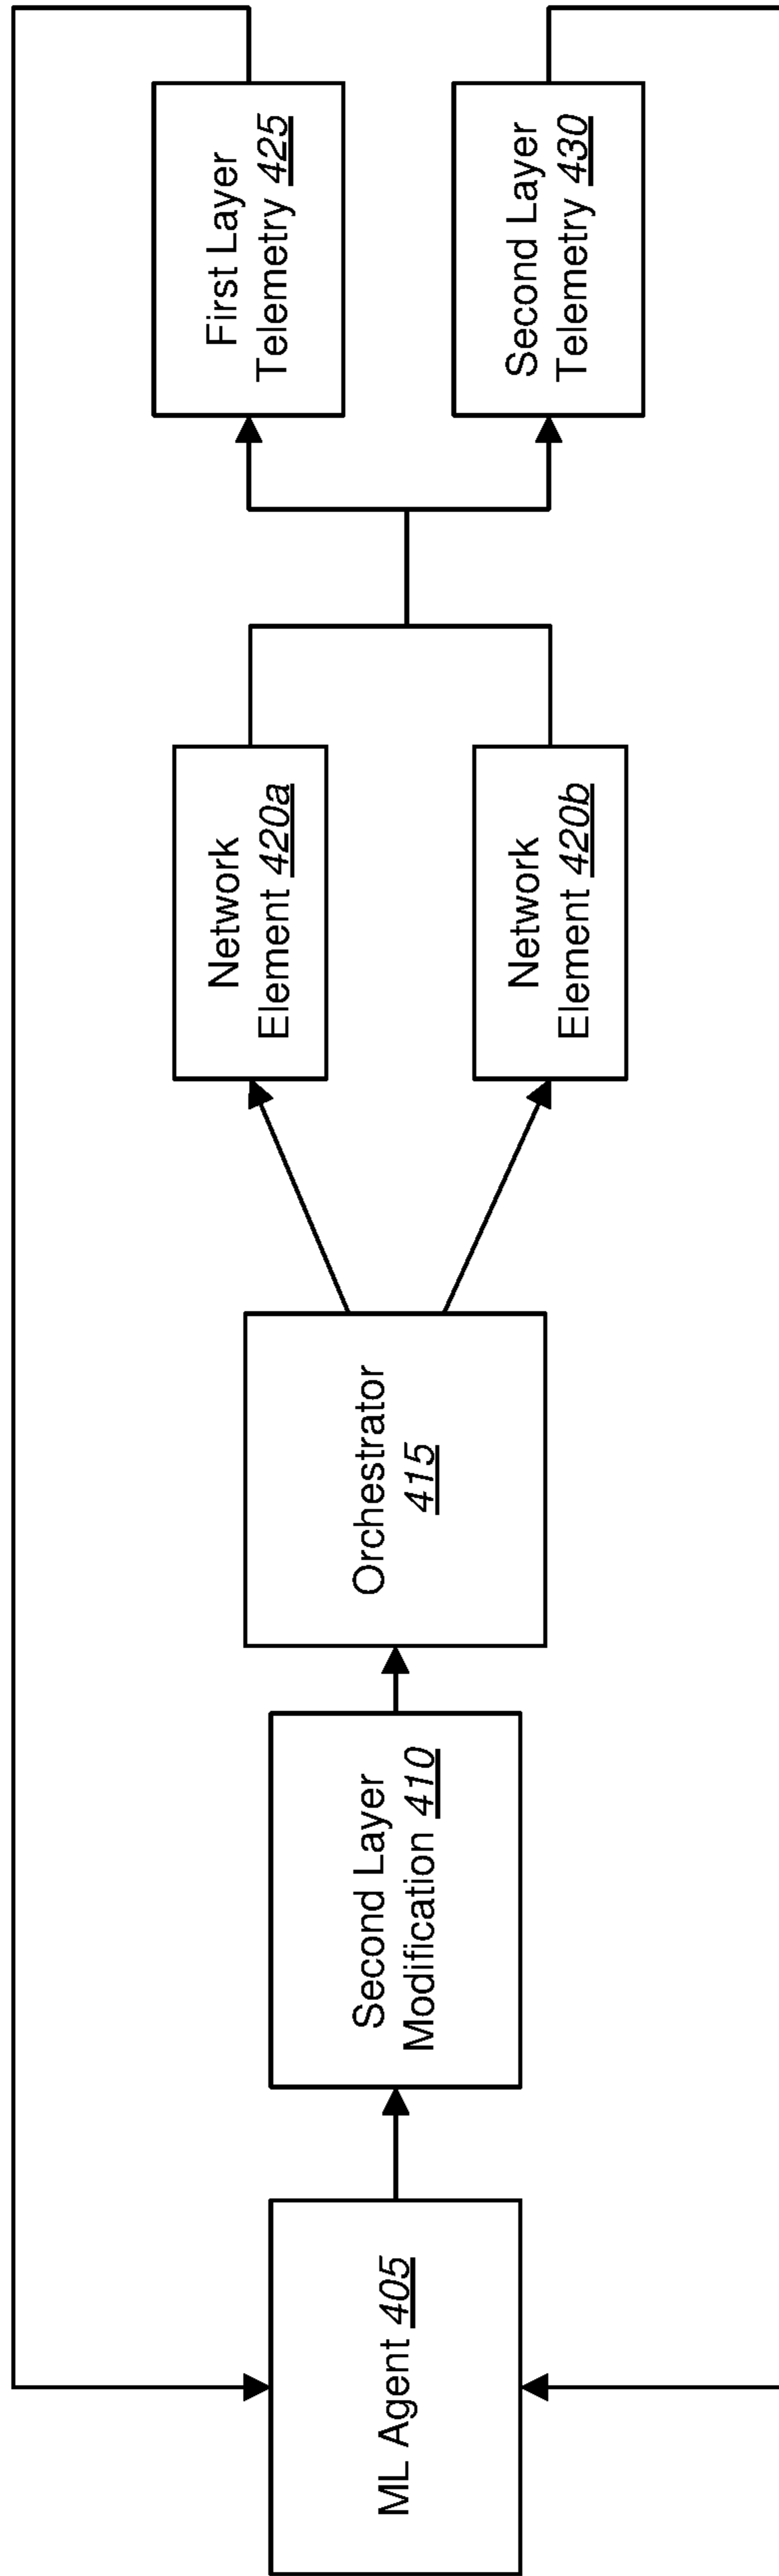 ML Agent 405
Second Layer
Modification 410
Orchestrator
415
Network
Element 420a
Network
Element 420b
First Layer
Telemetry 425
Second Layer
Telemetry 430